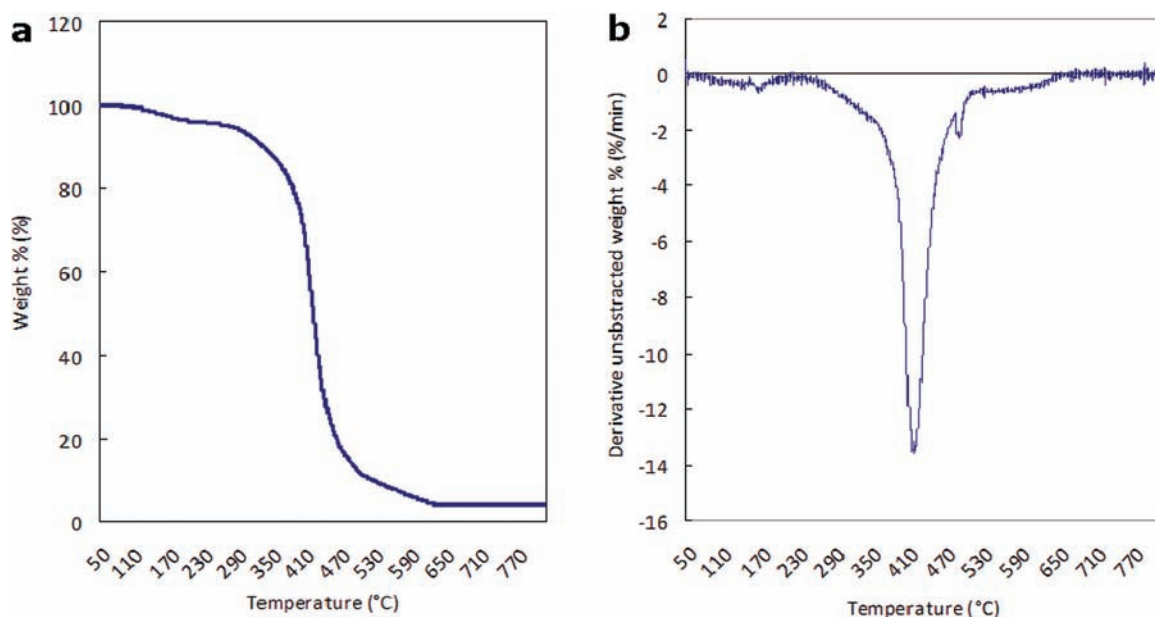 a
120
100
80
60
40
20
0
Weight % (%)
50 110 170 230 290 350 410 470 530 590 650 710 770
Temperature (°C)
b
2
0
-2
-4
-6
-8
-10
-12
-14
-16
Derivative unsbstracted weight % (%/min)
50 110 170 230 290 350 410 470 530 590 650 710 770
Temperature (°C)